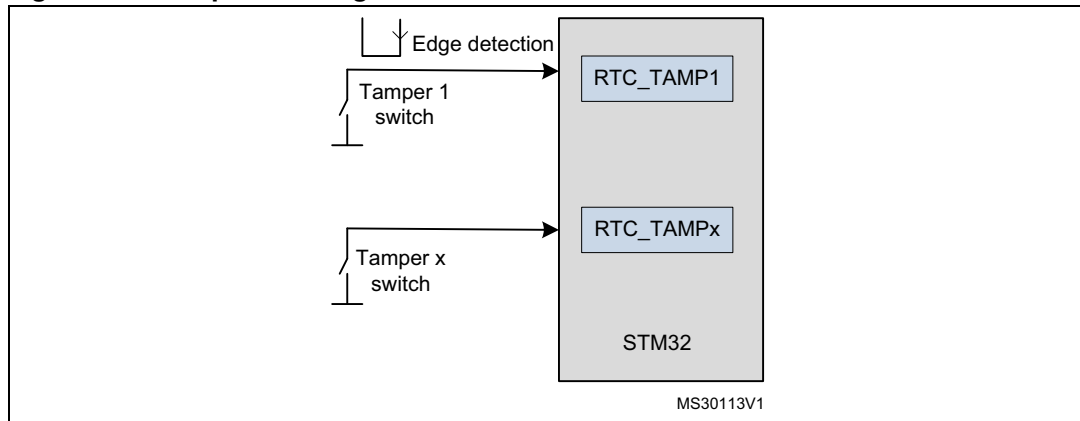 Edge detection
RTC_TAMP1
Tamper 1
switch
RTC_TAMPx
Tamper x
switch
STM32
MS30113V1